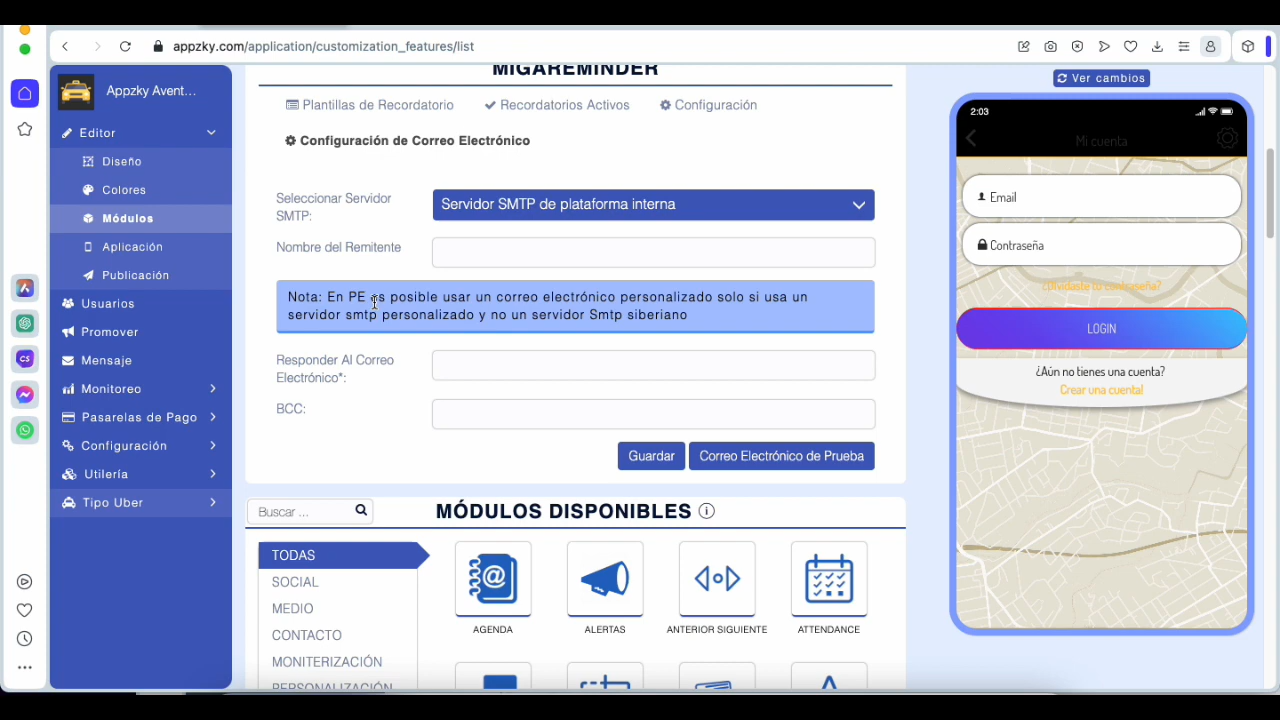 appzky.com/application/customization_features/list
Appzky Avent...
Editor
Diseño
Colores
Módulos
Aplicación
Publicación
Usuarios
Promover
Mensaje
Monitoreo
Pasarelas de Pago
Configuración
Utilería
Tipo Uber
CS
MIGAREMINDER
Plantillas de Recordatorio
Recordatorios Activos
Configuración
Configuración de Correo Electrónico
Seleccionar Servidor
SMTP:
Servidor SMTP de plataforma interna
Nombre del Remitente
Nota: En PE es posible usar un correo electrónico personalizado solo si usa un
servidor smtp personalizado y no un servidor Smtp siberiano
Responder Al Correo
Electrónico*:
BCC:
Guardar
Correo Electrónico de Prueba
Buscar ...
MÓDULOS DISPONIBLES
TODAS
SOCIAL
MEDIO
CONTACTO
MONITERIZACIÓN
PERSONALIZACIÓN
AGENDA
ALERTAS
ANTERIOR SIGUIENTE
ATTENDANCE
Ver cambios
2:03
Mi cuenta
Email
Contraseña
¿Olvidaste tu contraseña?
LOGIN
¿Aún no tienes una cuenta?
Crear una cuenta!